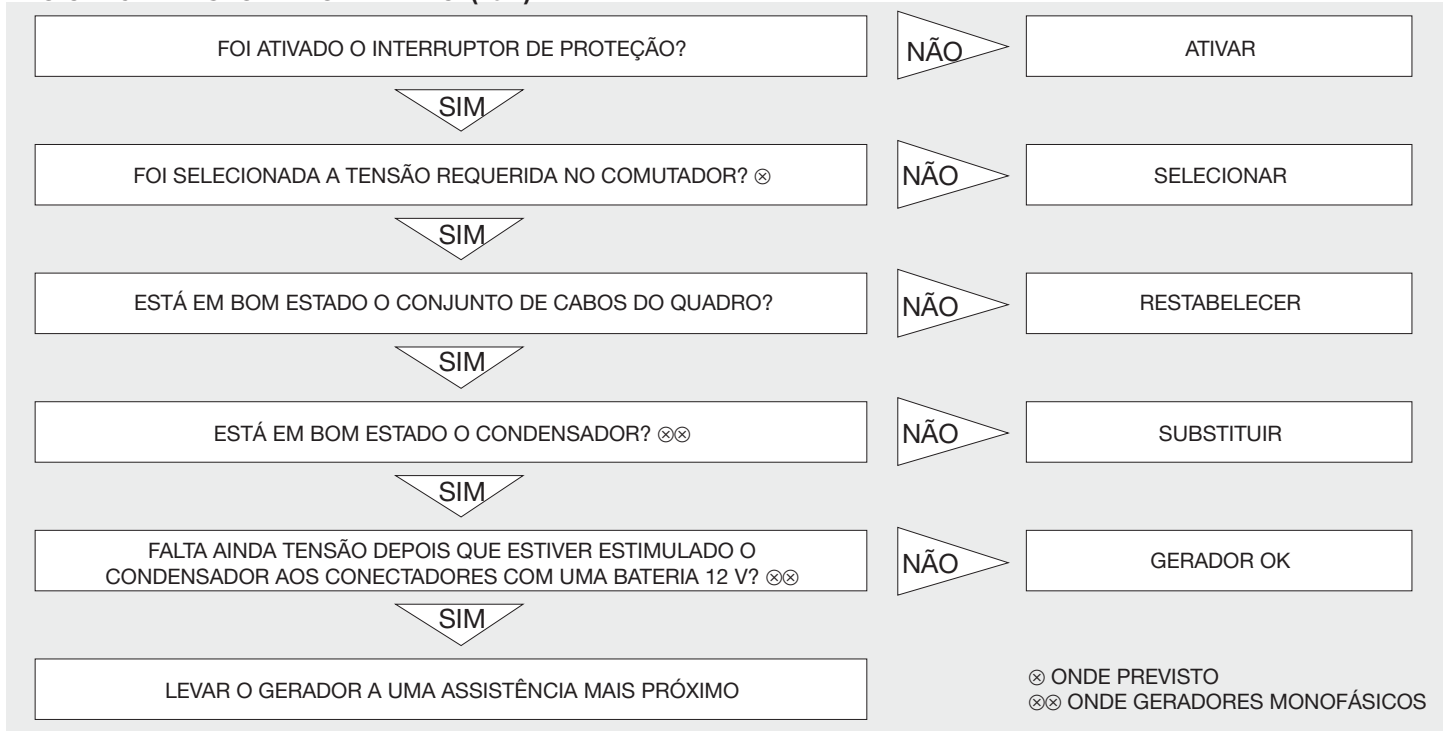 FOI ATIVADO O INTERRUPTOR DE PROTEÇÃO?
NÃO
ATIVAR
SIM
FOI SELECIONADA A TENSÃO REQUERIDA NO COMUTADOR? ⊗
NÃO
SELECIONAR
SIM
ESTÁ EM BOM ESTADO O CONJUNTO DE CABOS DO QUADRO?
NÃO
RESTABELECER
SIM
ESTÁ EM BOM ESTADO O CONDENSADOR? ⊗⊗
NÃO
SUBSTITUIR
SIM
FALTA AINDA TENSÃO DEPOIS QUE ESTIVER ESTIMULADO O
CONDENSADOR AOS CONECTADORES COM UMA BATERIA 12 V? ⊗⊗
NÃO
GERADOR OK
SIM
LEVAR O GERADOR A UMA ASSISTÊNCIA MAIS PRÓXIMO
⊗ ONDE PREVISTO
⊗⊗ ONDE GERADORES MONOFÁSICOS